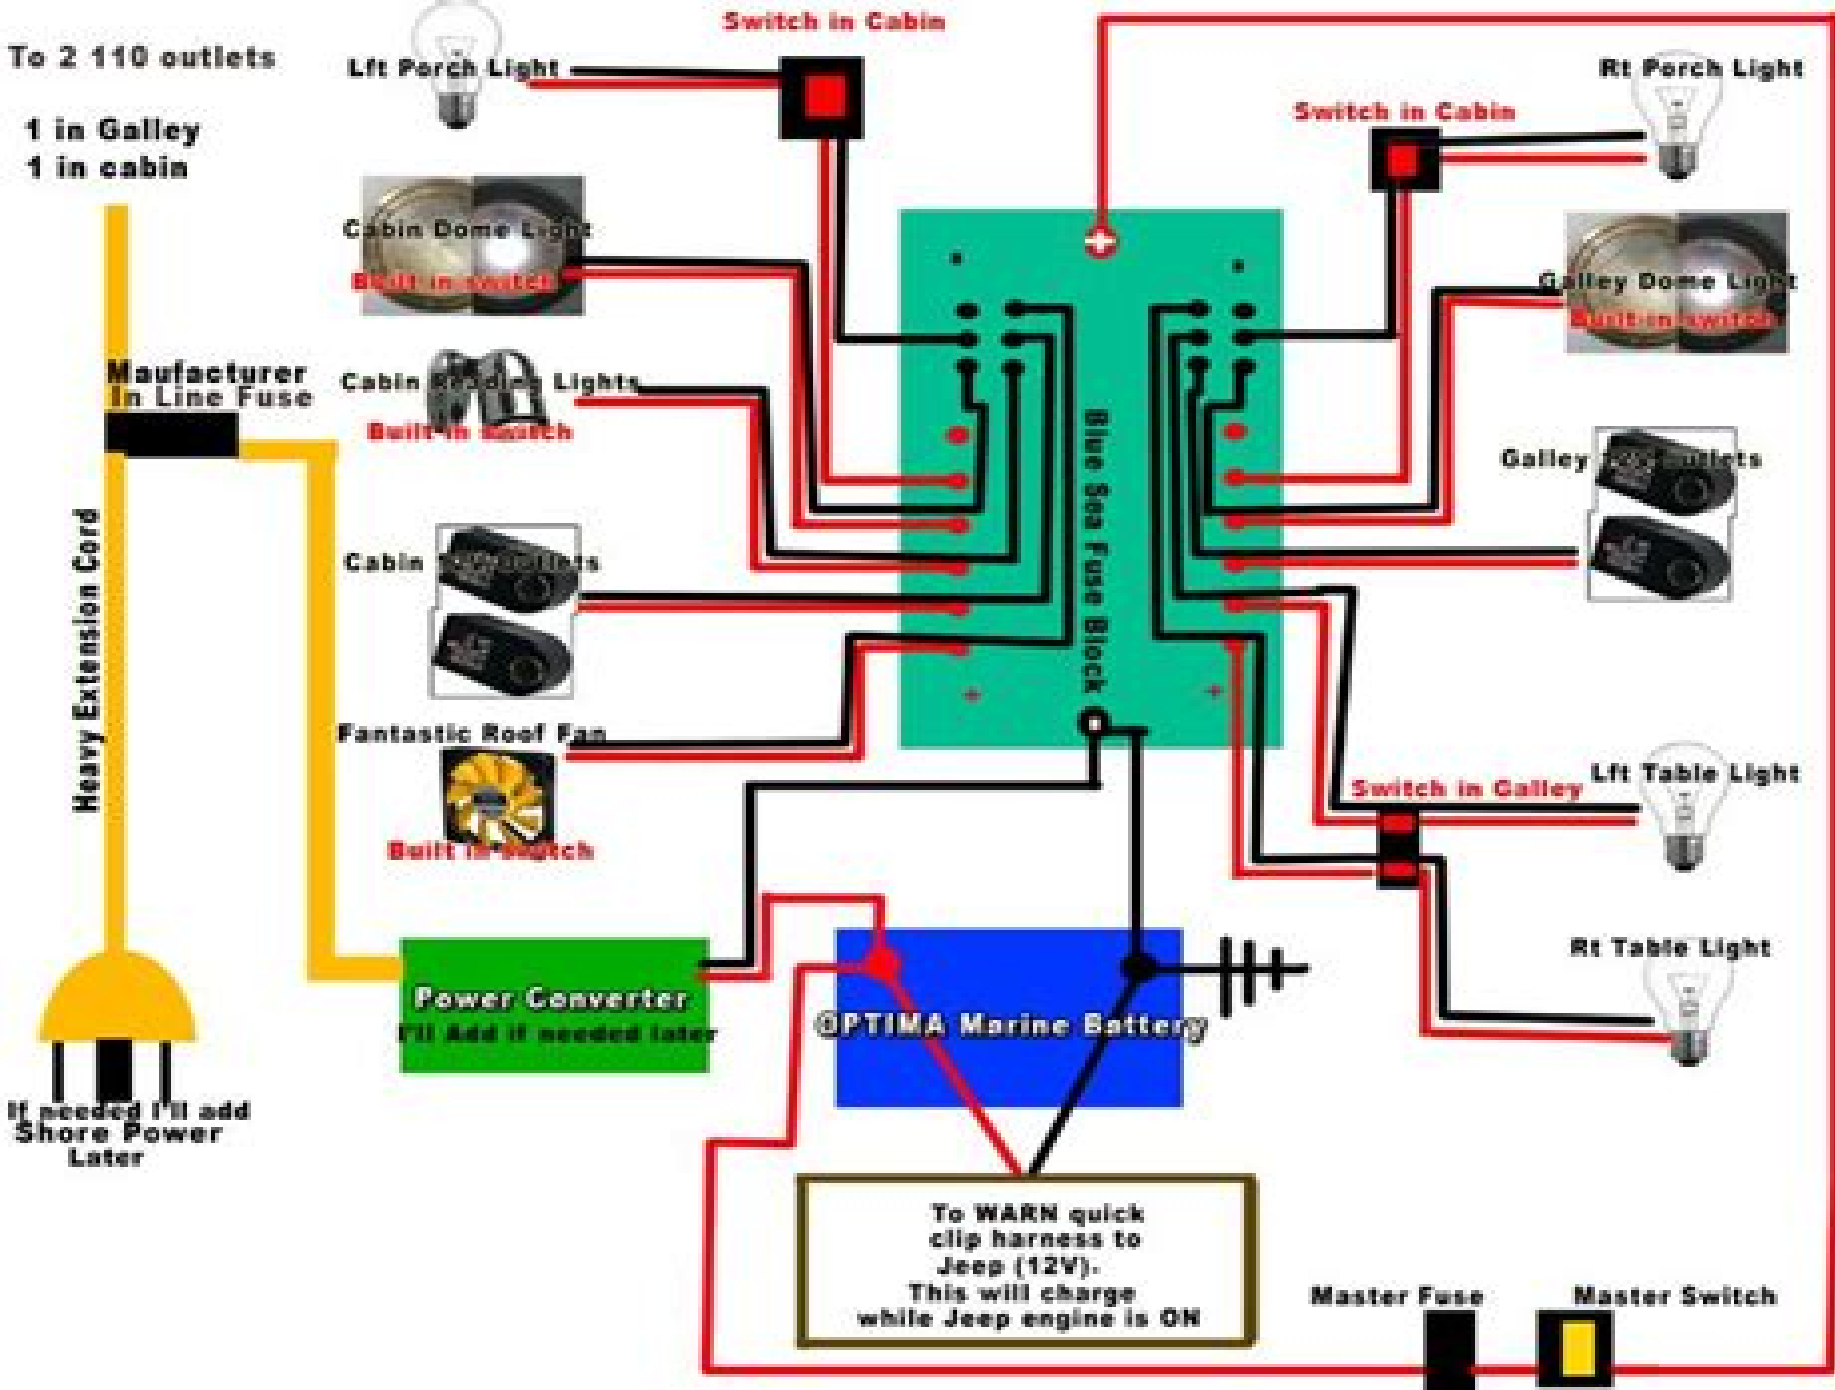 To 2 110 outlets
1 in Galley
1 in cabin
Lft Porch Light
Switch in Cabin
Rt Porch Light
Switch in Cabin
Cabin Dome Light
Built in switch
Galley Dome Light
Built in switch
Maufacturer
In Line Fuse
Cabin Reading Lights
Built in switch
Galley outlets
Heavy Extension Cord
Blue Sea Fuse Block
Cabin outlets
Fantastic Roof Fan
Built in switch
Lft Table Light
Switch in Galley
Rt Table Light
Power Converter
I'll Add if needed later
OPTIMA Marine Battery
If needed I'll add
Shore Power
Later
To WARN quick
clip harness to
Jeep (12V).
This will charge
while Jeep engine is ON
Master Fuse
Master Switch